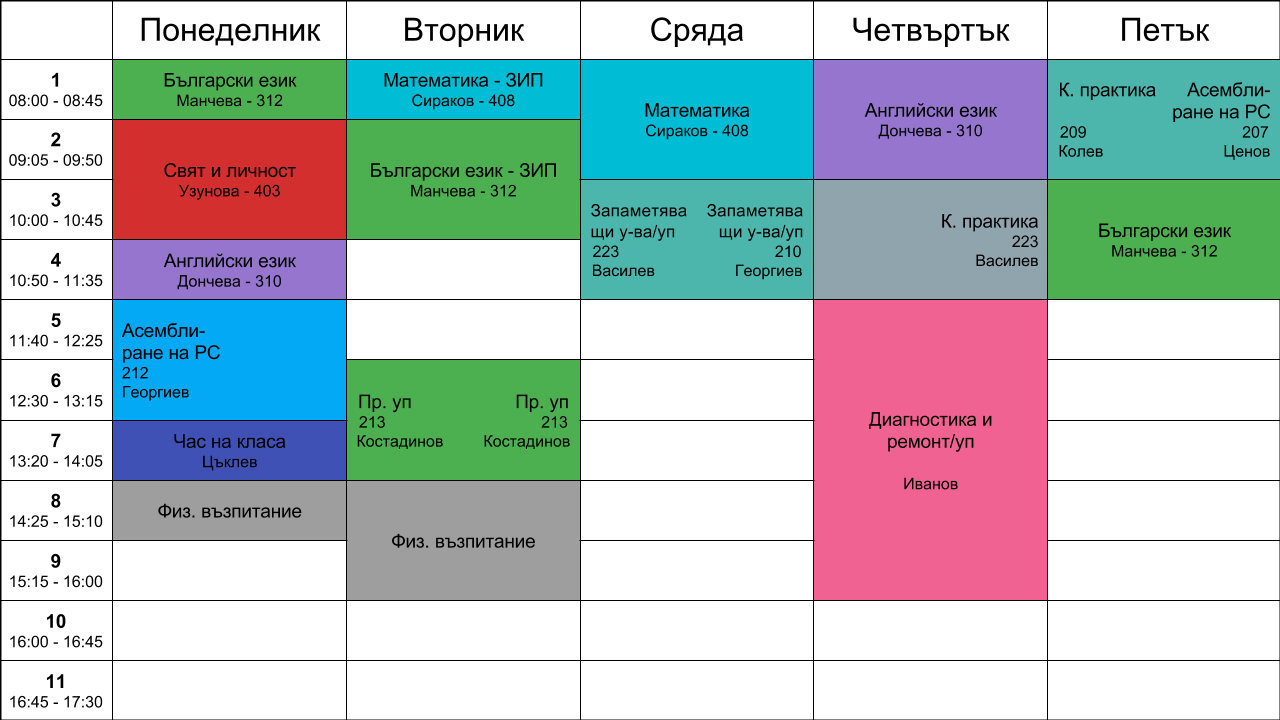 Понеделник
Вторник
Сряда
Четвъртък
Петък
1
08:00 - 08:45
Български език
Манчева - 312
Математика - ЗИП
Сираков - 408
Математика
Сираков - 408
Английски език
Дончева - 310
К. практика
209
Колев
Асембли-
ране на PC
207
Ценов
2
09:05 - 09:50
Свят и личност
Узунова - 403
Български език - ЗИП
Манчева - 312
3
10:00 - 10:45
Запаметява
щи у-ва/уп
223
Василев
Запаметява
щи у-ва/уп
210
Георгиев
К. практика
223
Василев
Български език
Манчева - 312
4
10:50 - 11:35
Английски език
Дончева - 310
5
11:40 - 12:25
Асембли-
ране на PC
212
Георгиев
Диагностика и
ремонт/уп
Иванов
6
12:30 - 13:15
Пр. уп
213
Костадинов
Пр. уп
213
Костадинов
7
13:20 - 14:05
Час на класа
Цъклев
8
14:25 - 15:10
Физ. възпитание
Физ. възпитание
9
15:15 - 16:00
10
16:00 - 16:45
11
16:45 - 17:30